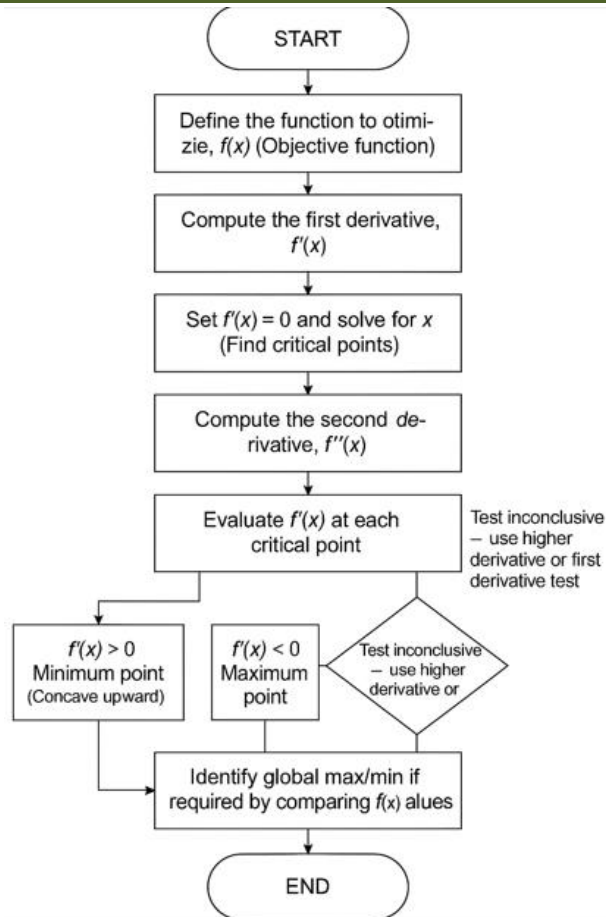 START
Define the function to otimi-
zie, f(x) (Objective function)
Compute the first derivative,
f'(x)
Set f'(x) = 0 and solve for x
(Find critical points)
Compute the second de-
rivative, f''(x)
Evaluate f'(x) at each
critical point
Test inconclusive
– use higher
derivative or first
derivative test
f'(x) > 0
Minimum point
(Concave upward)
f'(x) < 0
Maximum
point
Test inconclusive
– use higher
derivative or
Identify global max/min if
required by comparing f(x) alues
END